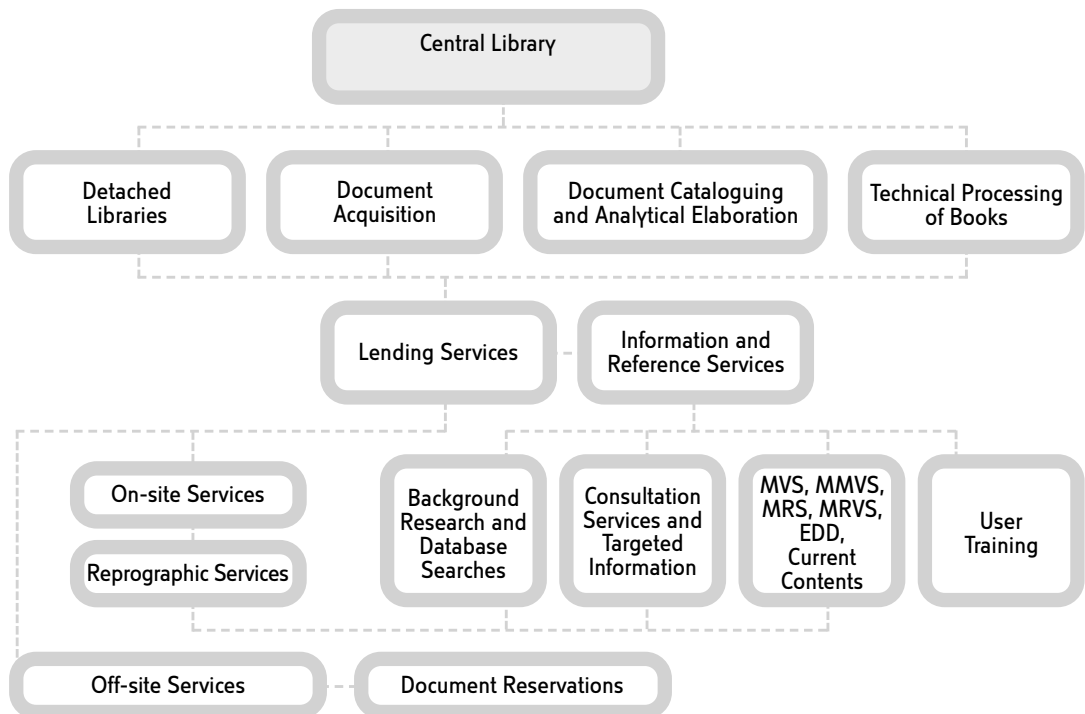 Central Library
Detached
Libraries
Document
Acquisition
Document Cataloguing
and Analytical Elaboration
Technical Processing
of Books
Lending Services
Information and
Reference Services
On-site Services
Reprographic Services
Background
Research and
Database
Searches
Consultation
Services and
Targeted
Information
MVS, MMVS,
MRS, MRVS,
EDD,
Current
Contents
User
Training
Off-site Services
Document Reservations